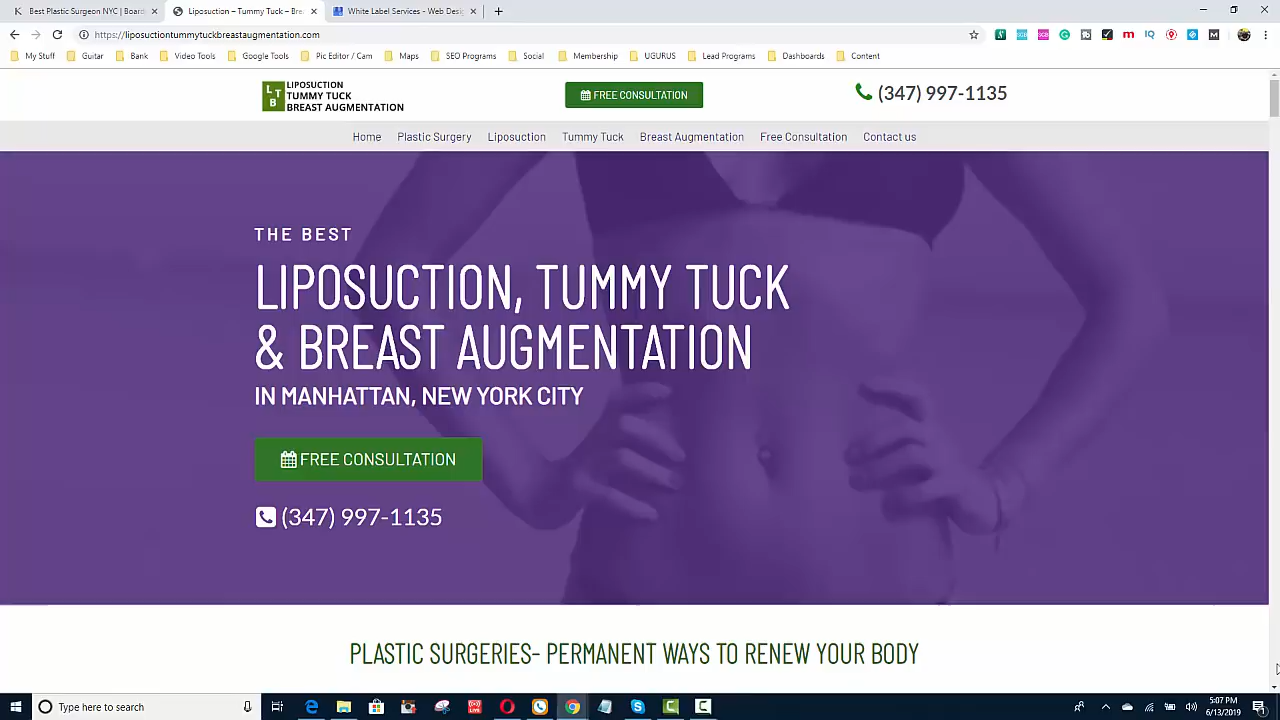 Best Plastic Surgeon NYC | Board
Liposuction – Tummy Tuck – Bre
White Label Services - Web Desig
https://liposuctiontummytuckbreastaugmentation.com
My Stuff Guitar Bank Video Tools Google Tools Pic Editor / Cam Maps SEO Programs Social Membership UGURUS Lead Programs Dashboards Content
L T B
LIPOSUCTION
TUMMY TUCK
BREAST AUGMENTATION
FREE CONSULTATION
(347) 997-1135
Home Plastic Surgery Liposuction Tummy Tuck Breast Augmentation Free Consultation Contact us
THE BEST
LIPOSUCTION, TUMMY TUCK
& BREAST AUGMENTATION
IN MANHATTAN, NEW YORK CITY
FREE CONSULTATION
(347) 997-1135
PLASTIC SURGERIES- PERMANENT WAYS TO RENEW YOUR BODY
Type here to search
5:07 PM
6/13/2019